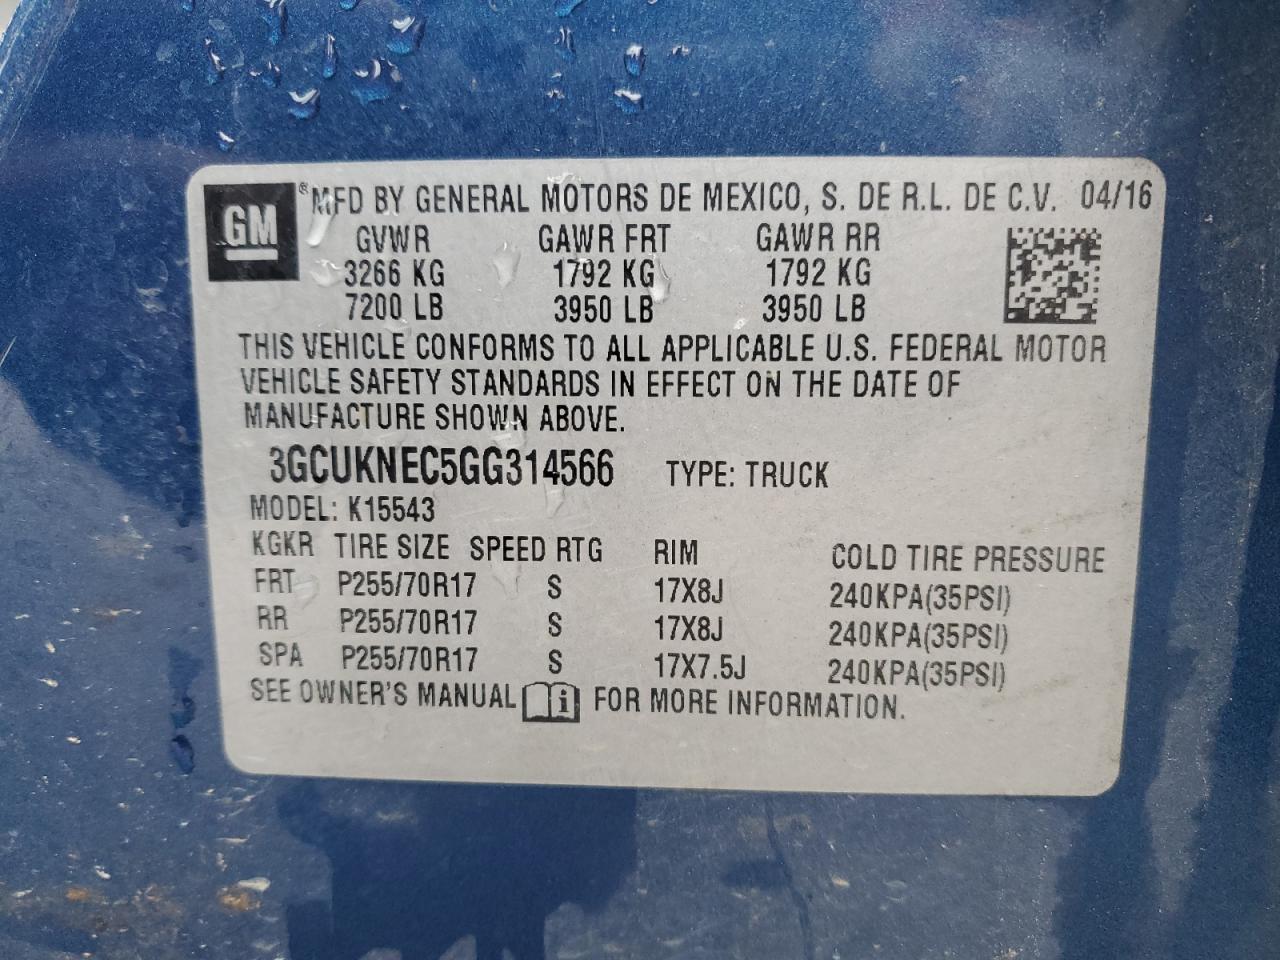 GM ® MFD BY GENERAL MOTORS DE MEXICO, S. DE R.L. DE C.V. 04/16
GVWR GAWR FRT GAWR RR
3266 KG 1792 KG 1792 KG
7200 LB 3950 LB 3950 LB
THIS VEHICLE CONFORMS TO ALL APPLICABLE U.S. FEDERAL MOTOR
VEHICLE SAFETY STANDARDS IN EFFECT ON THE DATE OF
MANUFACTURE SHOWN ABOVE.
3GCUKNEC5GG314566 TYPE: TRUCK
MODEL: K15543
KGKR TIRE SIZE SPEED RTG RIM COLD TIRE PRESSURE
FRT P255/70R17 S 17X8J 240KPA(35PSI)
RR P255/70R17 S 17X8J 240KPA(35PSI)
SPA P255/70R17 S 17X7.5J 240KPA(35PSI)
SEE OWNER'S MANUAL i FOR MORE INFORMATION.